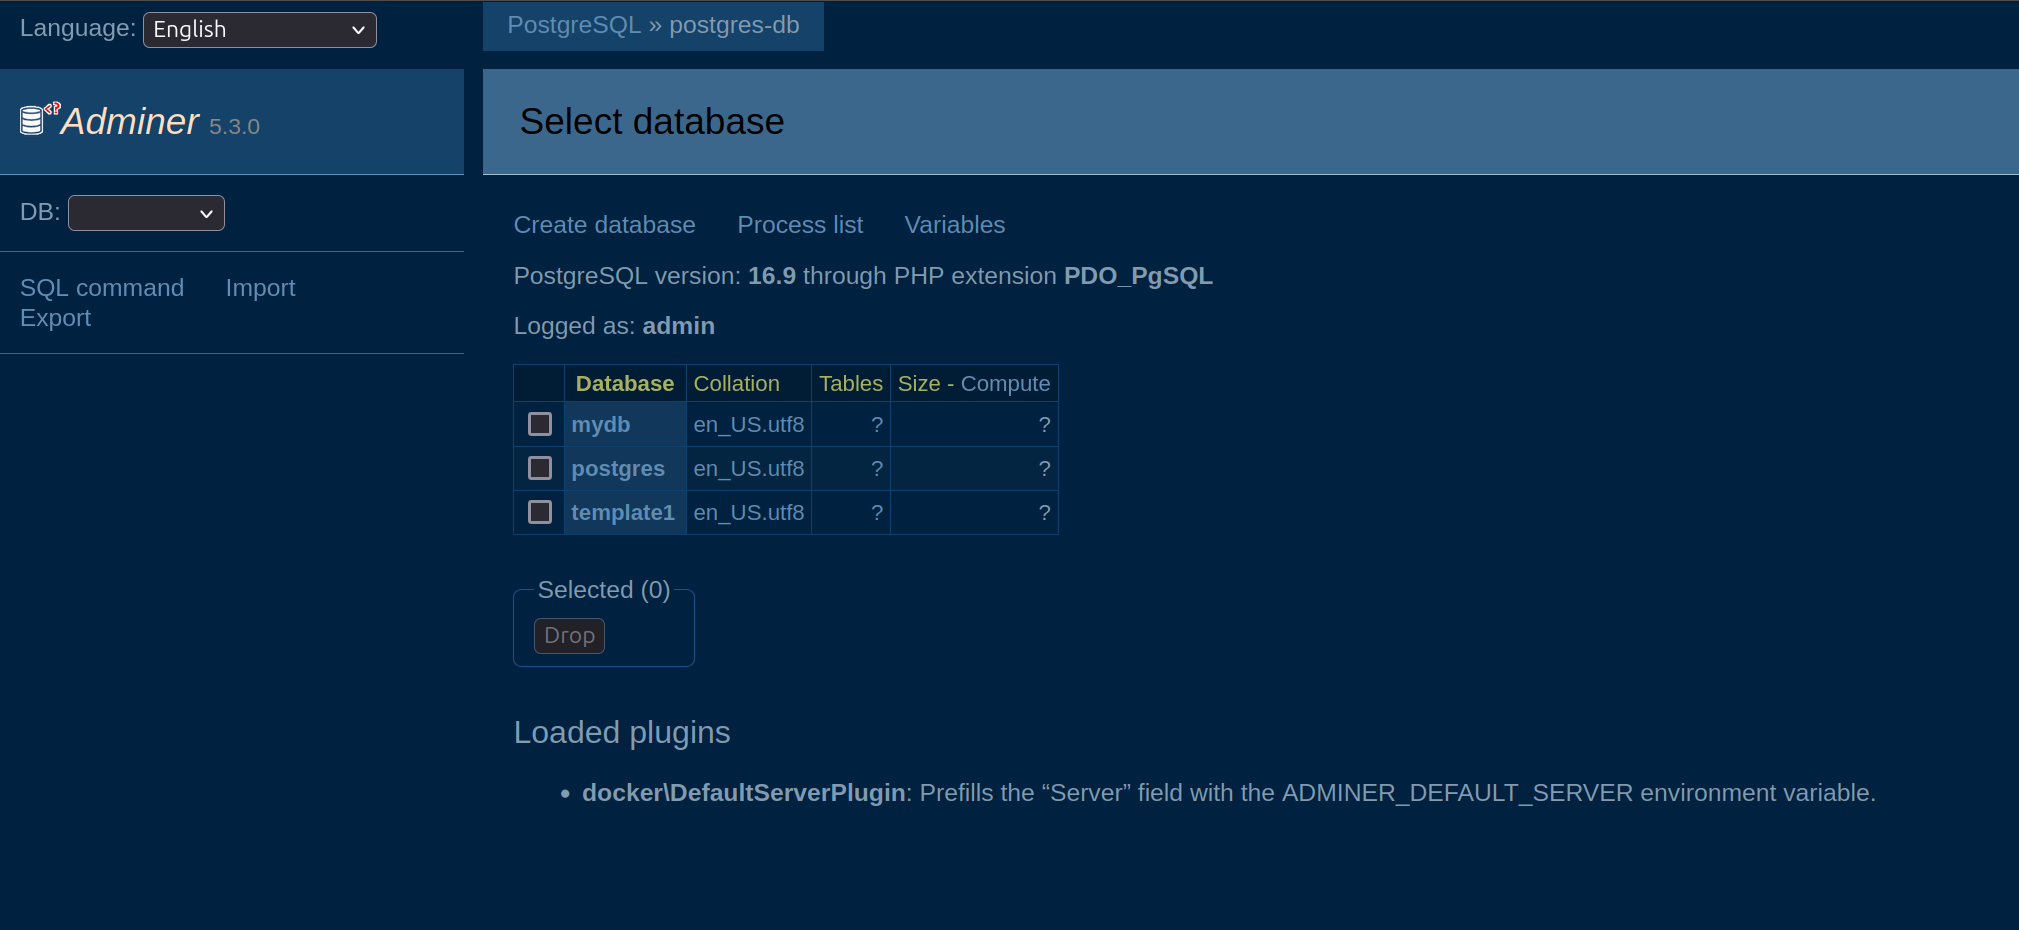 Language: English
PostgreSQL » postgres-db
Adminer 5.3.0
Select database
DB:
SQL command Import
Export
Create database Process list Variables
PostgreSQL version: 16.9 through PHP extension PDO_PgSQL
Logged as: admin
Database Collation Tables Size - Compute
mydb en_US.utf8 ? ?
postgres en_US.utf8 ? ?
template1 en_US.utf8 ? ?
Selected (0)
Drop
Loaded plugins
• docker\DefaultServerPlugin: Prefills the “Server” field with the ADMINER_DEFAULT_SERVER environment variable.